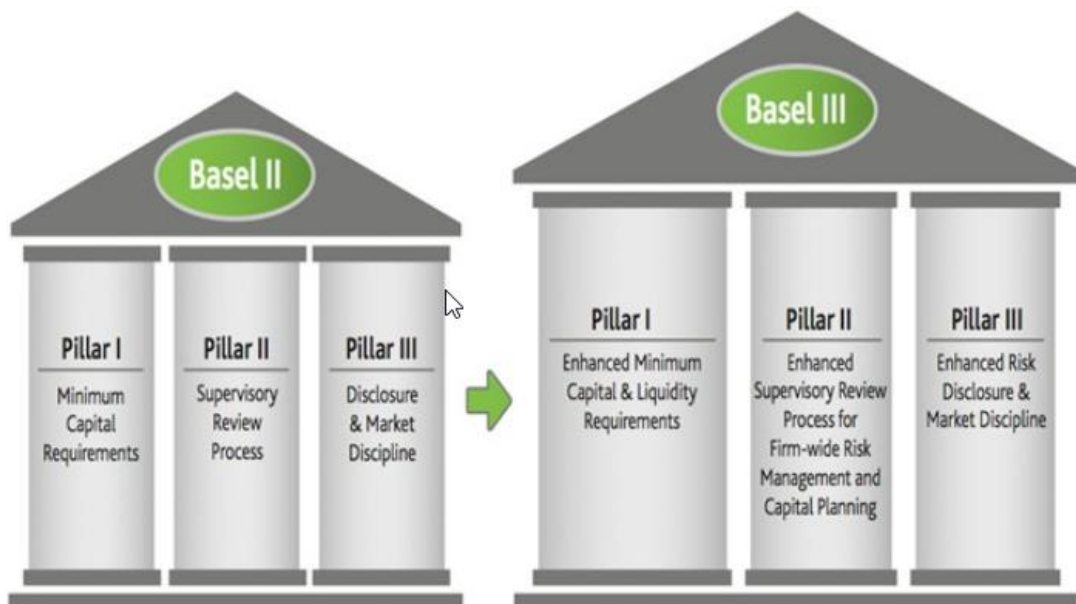 Basel II
Pillar I
Minimum
Capital
Requirements
Pillar II
Supervisory
Review
Process
Pillar III
Disclosure
& Market
Discipline
Basel III
Pillar I
Enhanced Minimum
Capital & Liquidity
Requirements
Pillar II
Enhanced
Supervisory Review
Process for
Firm-wide Risk
Management and
Capital Planning
Pillar III
Enhanced Risk
Disclosure &
Market Discipline